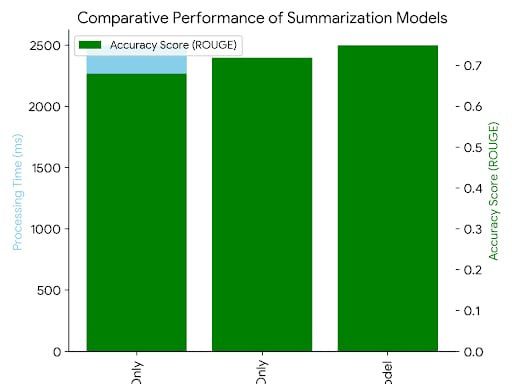 Comparative Performance of Summarization Models
Accuracy Score (ROUGE)
2500
2000
1500
1000
500
0
Processing Time (ms)
0.7
0.6
0.5
0.4
0.3
0.2
0.1
0.0
Accuracy Score (ROUGE)
Only
Only